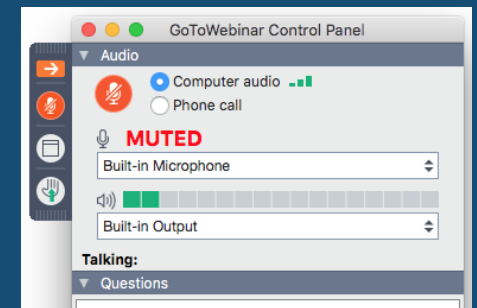 GoToWebinar Control Panel
Audio
Computer audio
Phone call
MUTED
Built-in Microphone
Built-in Output
Talking:
Questions